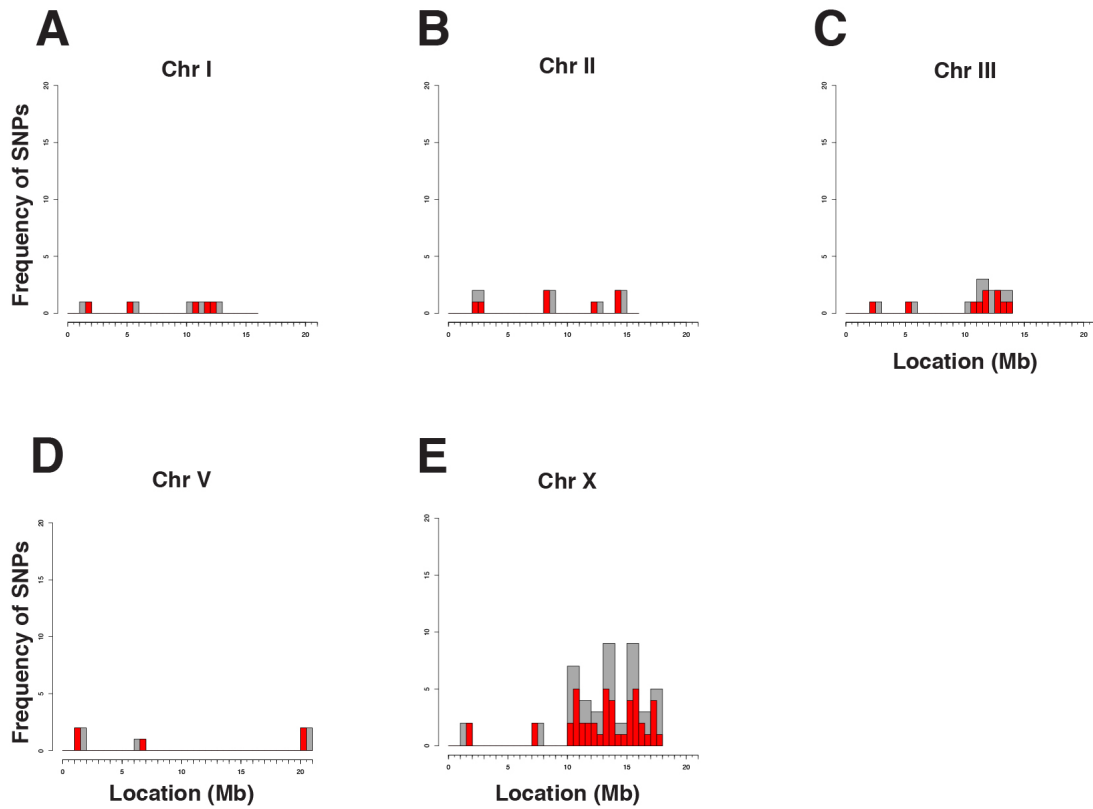 A B C
Chr I Chr II Chr III
Frequency of SNPs
20 20 20
15 15 15
10 10 10
5 5 5
0 0 0
0 5 10 15 20 0 5 10 15 20 0 5 10 15 20
Location (Mb)
D E
Chr V Chr X
Frequency of SNPs
20 20
15 15
10 10
5 5
0 0
0 5 10 15 20 0 5 10 15 20
Location (Mb) Location (Mb)